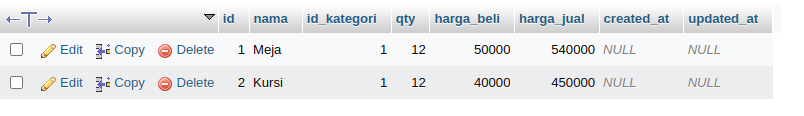 id nama id_kategori qty harga_beli harga_jual created_at updated_at
Edit Copy Delete 1 Meja 1 12 50000 540000 NULL NULL
Edit Copy Delete 2 Kursi 1 12 40000 450000 NULL NULL